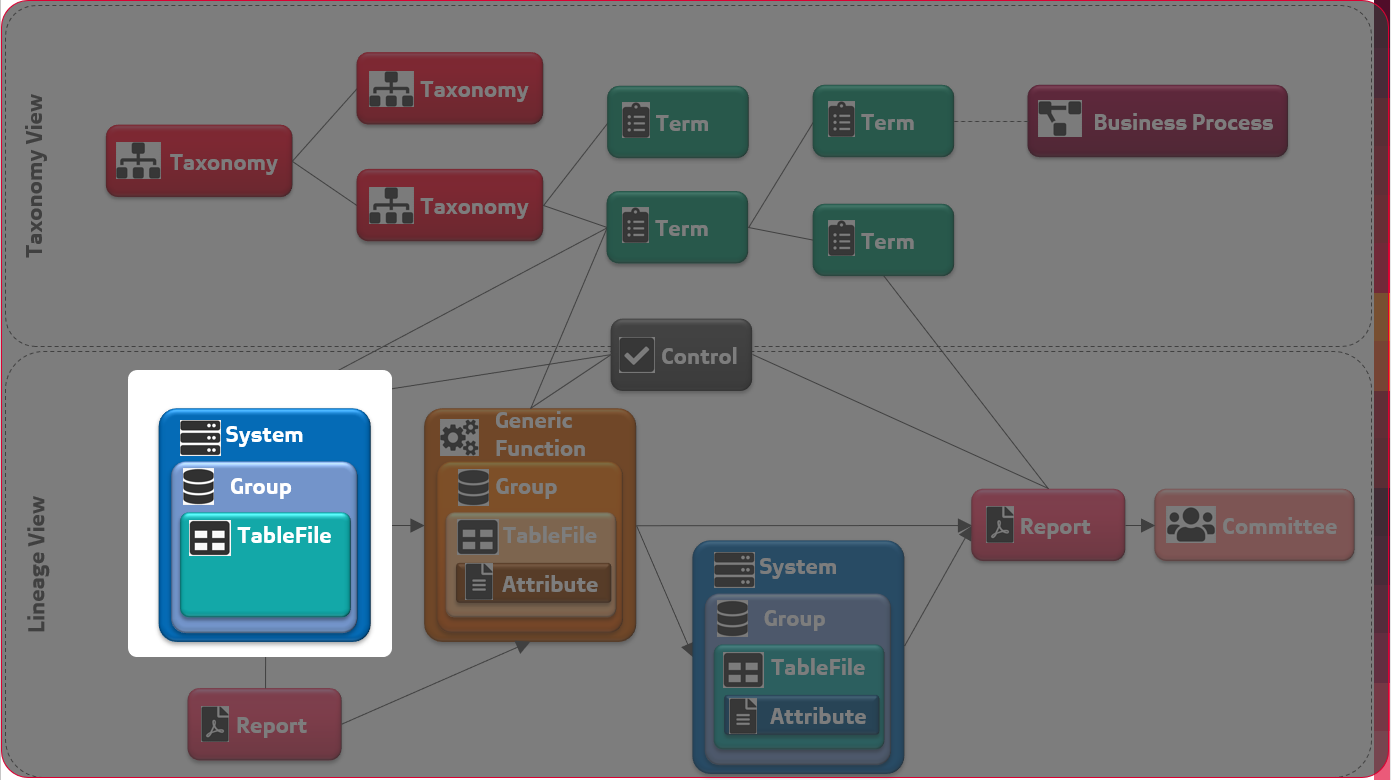 Taxonomy View
Taxonomy
Taxonomy
Taxonomy
Term
Term
Term
Term
Business Process
Control
Lineage View
System
Group
TableFile
Generic
Function
Group
TableFile
Attribute
System
Group
TableFile
Attribute
Report
Committee
Report